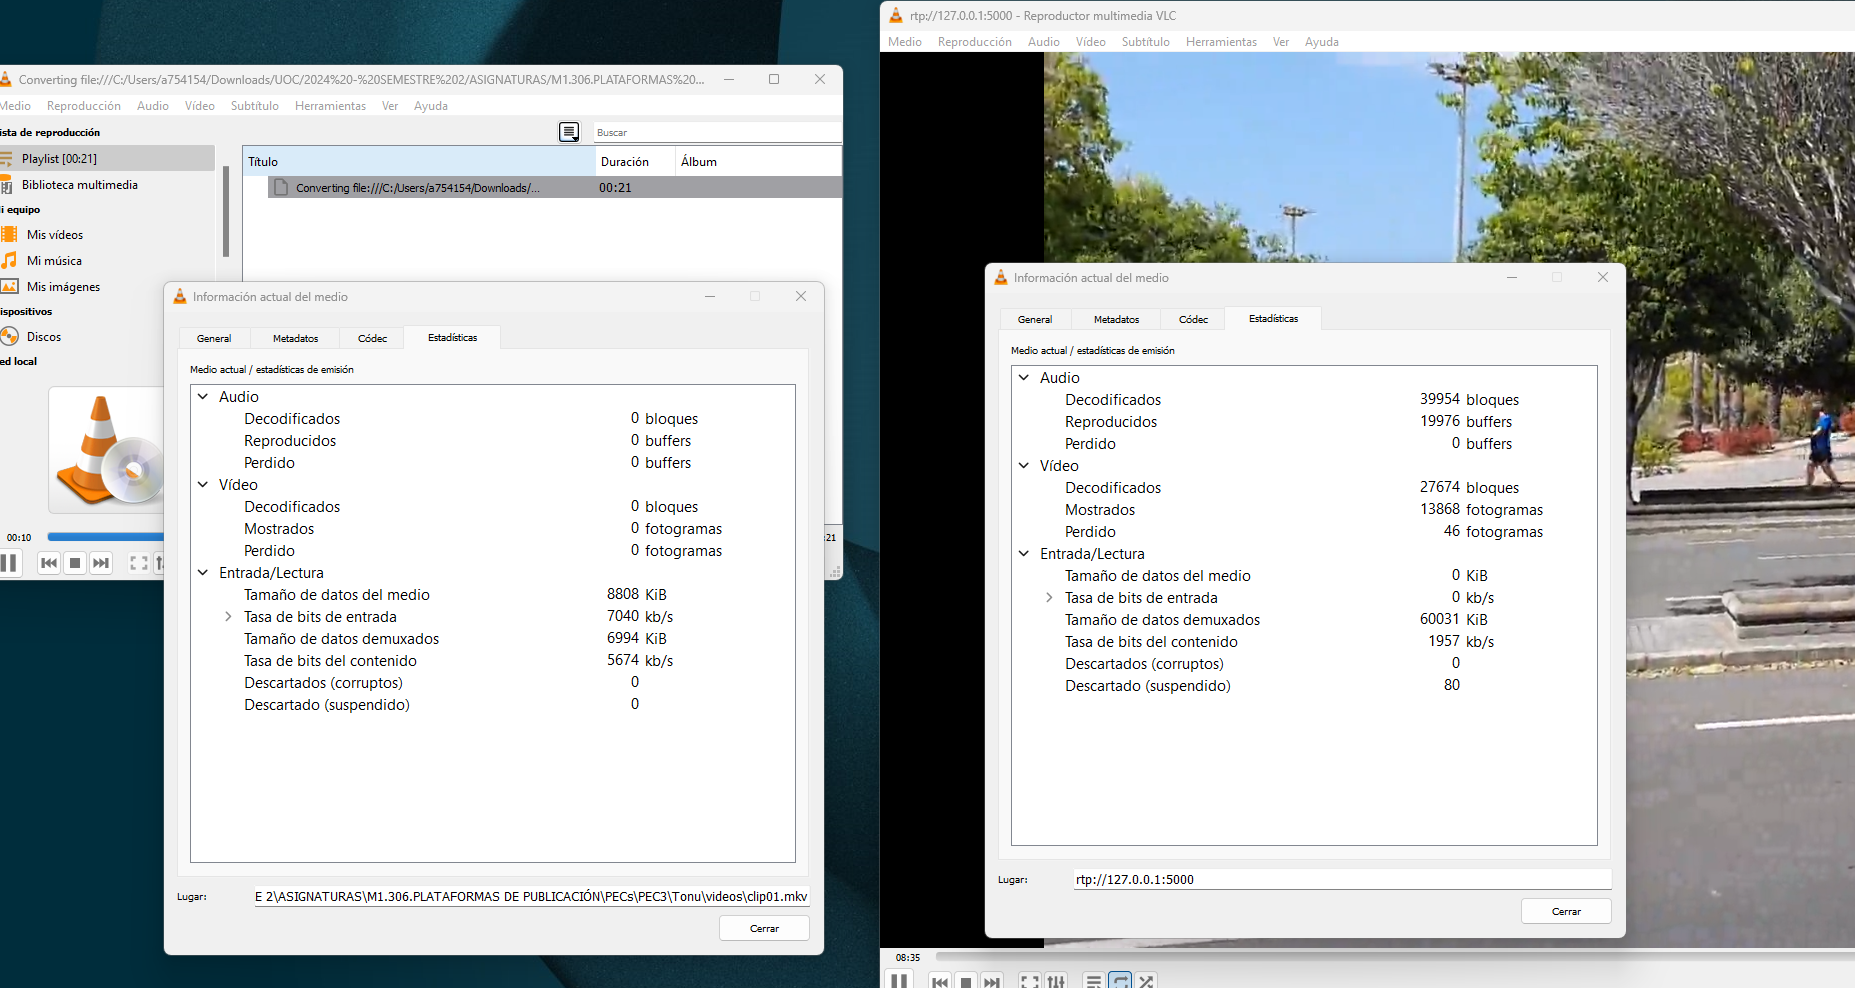 Converting file:///C:/Users/a754154/Downloads/UOC/2024%20-%20SEMESTRE%202/ASIGNATURAS/M1.306.PLATAFORMAS%20...
Medio Reproducción Audio Vídeo Subtítulo Herramientas Ver Ayuda
ista de reproducción
Buscar
Playlist [00:21]
Biblioteca multimedia
i equipo
Mis vídeos
Mi música
Mis imágenes
ispositivos
Discos
ed local
Título Duración Álbum
Converting file:///C:/Users/a754154/Downloads/... 00:21
00:10
:21
Información actual del medio
General Metadatos Códec Estadísticas
Medio actual / estadísticas de emisión
Audio
Decodificados 0 bloques
Reproducidos 0 buffers
Perdido 0 buffers
Vídeo
Decodificados 0 bloques
Mostrados 0 fotogramas
Perdido 0 fotogramas
Entrada/Lectura
Tamaño de datos del medio 8808 KiB
Tasa de bits de entrada 7040 kb/s
Tamaño de datos demuxados 6994 KiB
Tasa de bits del contenido 5674 kb/s
Descartados (corruptos) 0
Descartado (suspendido) 0
Lugar: E 2\ASIGNATURAS\M1.306.PLATAFORMAS DE PUBLICACIÓN\PECs\PEC3\Tonu\videos\clip01.mkv
Cerrar
rtp://127.0.0.1:5000 - Reproductor multimedia VLC
Medio Reproducción Audio Vídeo Subtítulo Herramientas Ver Ayuda
Información actual del medio
General Metadatos Códec Estadísticas
Medio actual / estadísticas de emisión
Audio
Decodificados 39954 bloques
Reproducidos 19976 buffers
Perdido 0 buffers
Vídeo
Decodificados 27674 bloques
Mostrados 13868 fotogramas
Perdido 46 fotogramas
Entrada/Lectura
Tamaño de datos del medio 0 KiB
Tasa de bits de entrada 0 kb/s
Tamaño de datos demuxados 60031 KiB
Tasa de bits del contenido 1957 kb/s
Descartados (corruptos) 0
Descartado (suspendido) 80
Lugar: rtp://127.0.0.1:5000
Cerrar
08:35